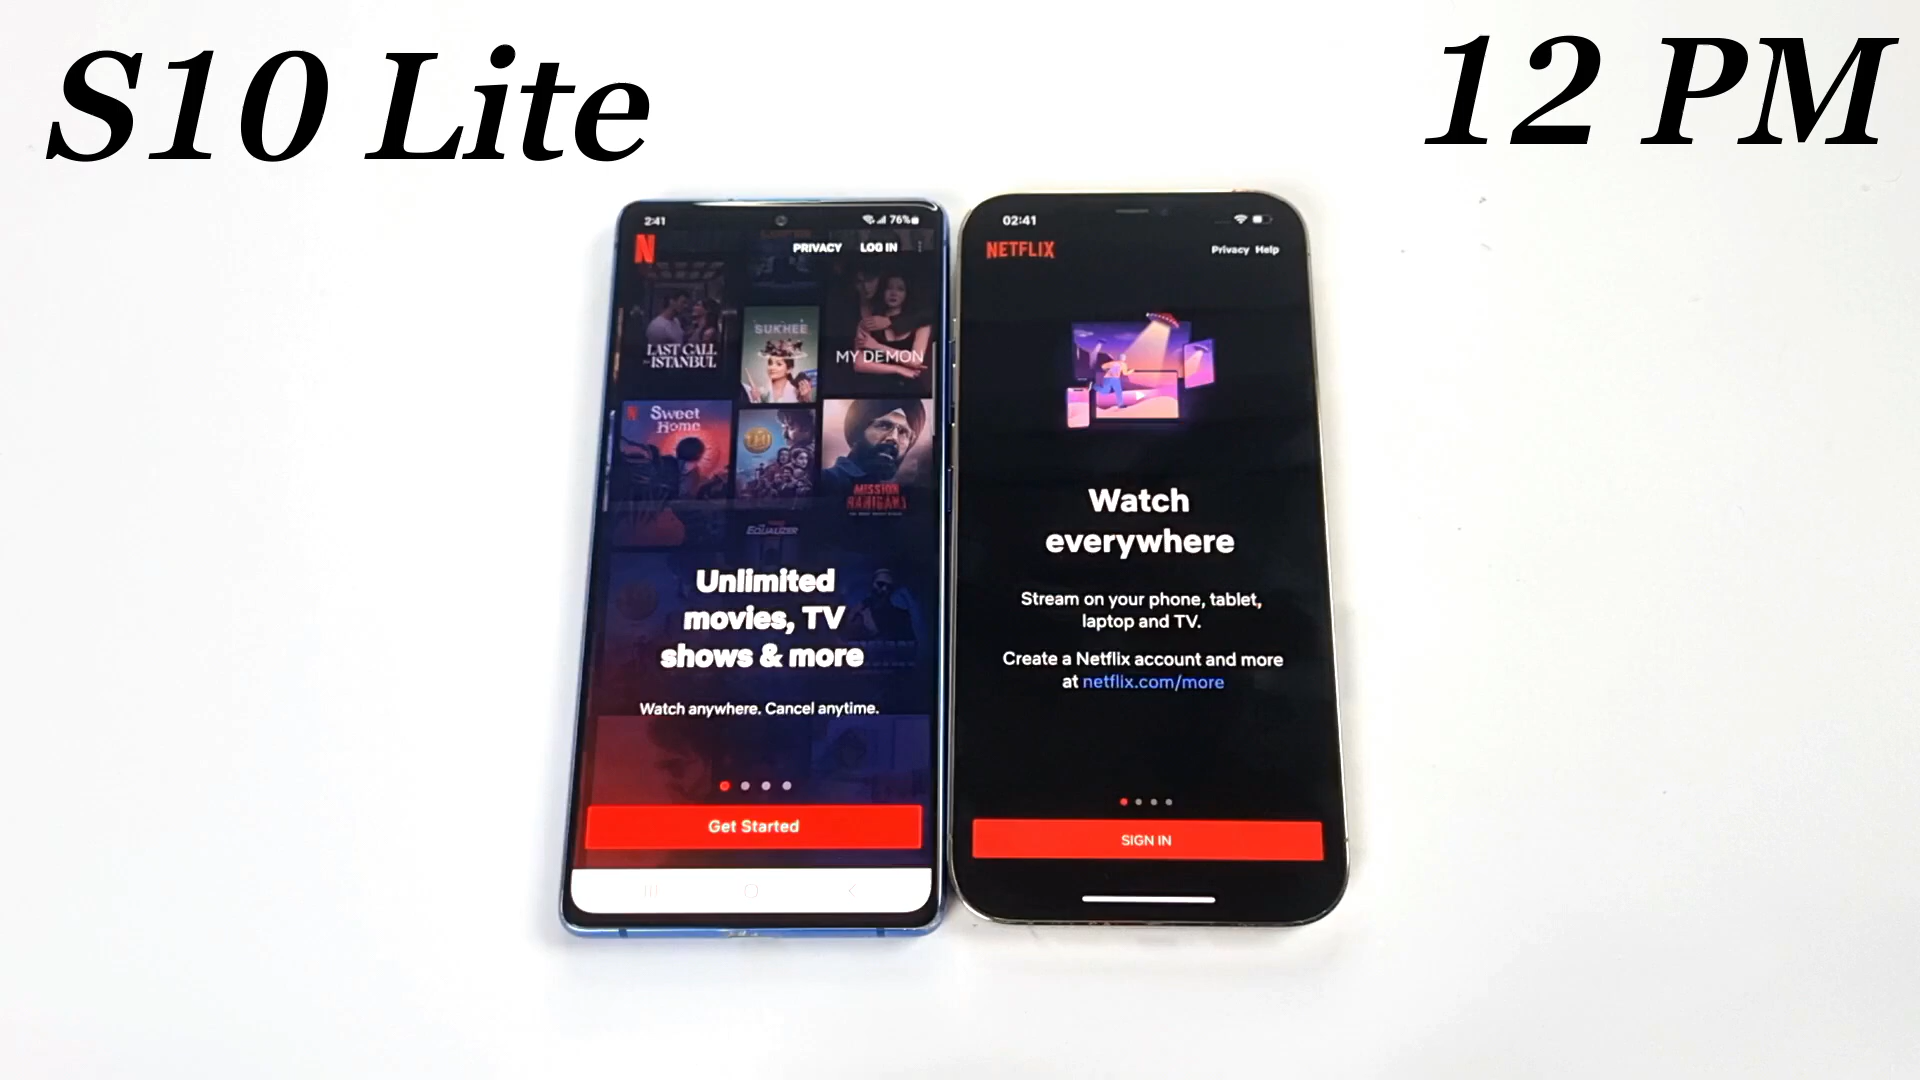 S10 Lite
12 PM
2:41
76%
N
PRIVACY
LOG IN
LAST CALL
ISTANBUL
SUKHEE
MY DEMON
N
Sweet
Home
MISSION
RANIGANJ
EQUALIZER
Unlimited
movies, TV
shows & more
Watch anywhere. Cancel anytime.
Get Started
02:41
NETFLIX
Privacy Help
Watch
everywhere
Stream on your phone, tablet,
laptop and TV.
Create a Netflix account and more
at netflix.com/more
SIGN IN